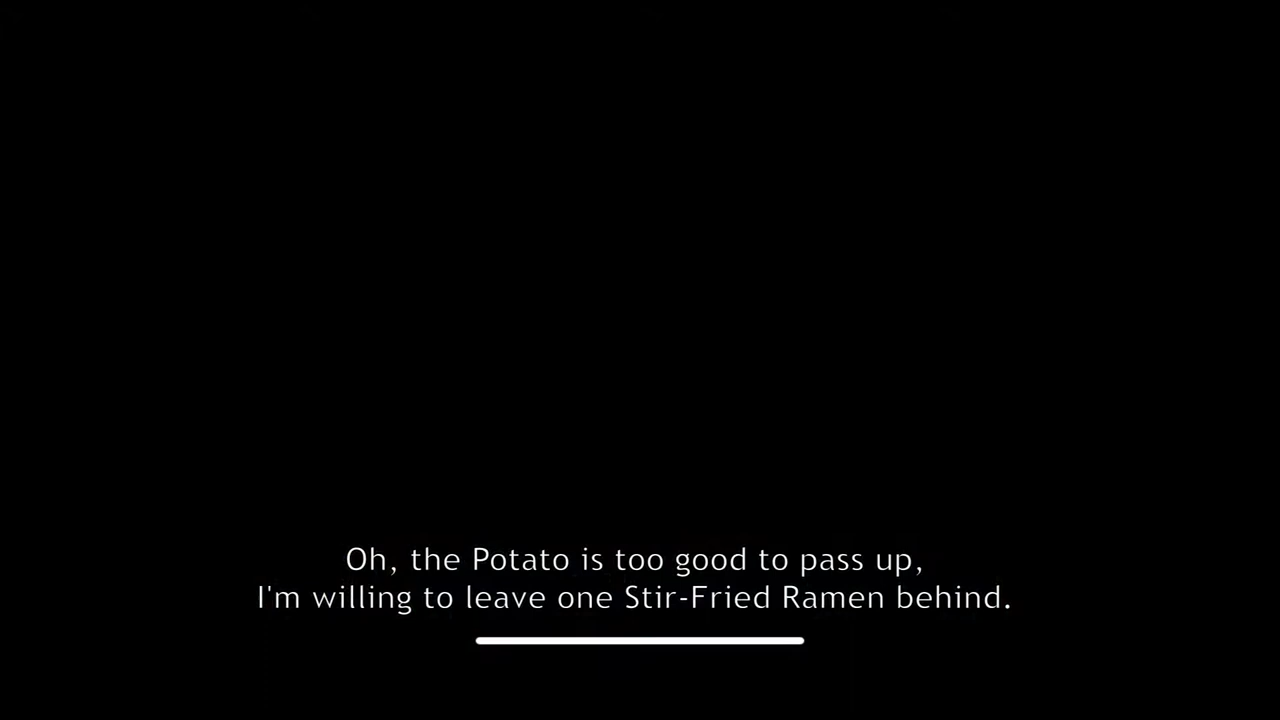 Oh, the Potato is too good to pass up,
I'm willing to leave one Stir-Fried Ramen behind.